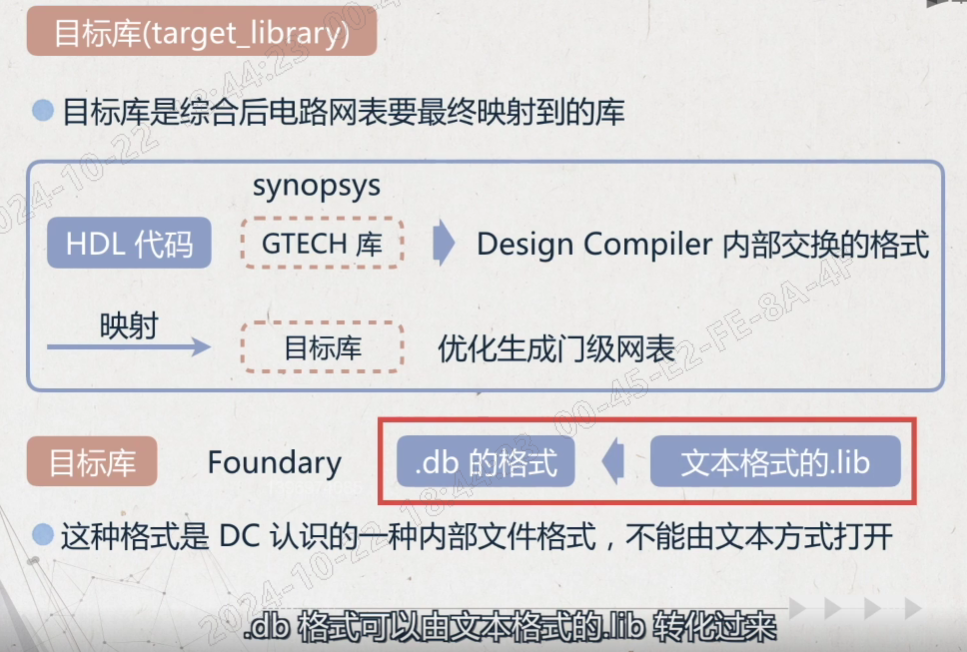 目标库(target_library)
目标库是综合后电路网表要最终映射到的库
synopsys
HDL 代码 GTECH 库 Design Compiler 内部交换的格式
映射 目标库 优化生成门级网表
目标库 Foundary .db 的格式 文本格式的.lib
这种格式是 DC 认识的一种内部文件格式，不能由文本方式打开
.db 格式可以由文本格式的.lib 转化过来
2024-10-22 18:44:23 00-45-E2-FE-8A-4F